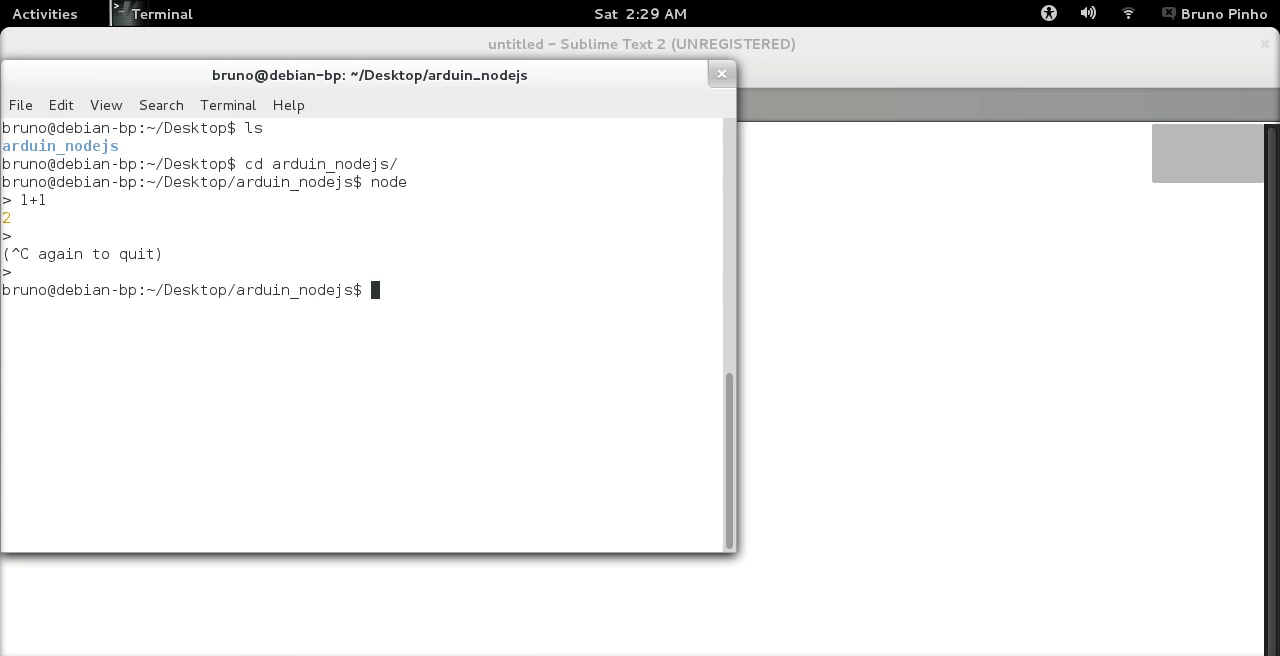 Activities
Terminal
Sat 2:29 AM
Bruno Pinho
untitled – Sublime Text 2 (UNREGISTERED)
bruno@debian-bp: ~/Desktop/arduin_nodejs
File Edit View Search Terminal Help
bruno@debian-bp:~/Desktop$ ls
arduin_nodejs
bruno@debian-bp:~/Desktop$ cd arduin_nodejs/
bruno@debian-bp:~/Desktop/arduin_nodejs$ node
> 1+1
2
>
(^C again to quit)
>
bruno@debian-bp:~/Desktop/arduin_nodejs$